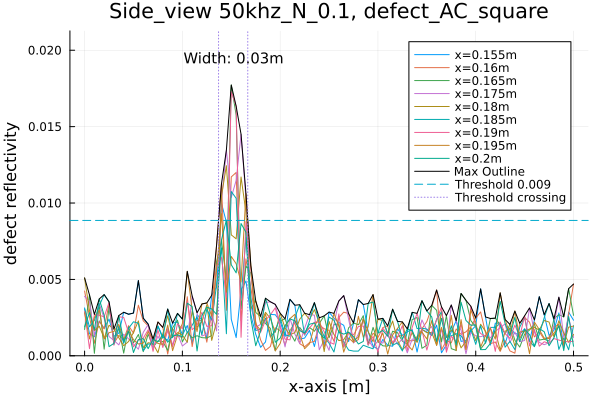 Side_view 50khz_N_0.1, defect_AC_square
0.020
0.015
0.010
0.005
0.000
defect reflectivity
Width: 0.03m
x=0.155m
x=0.16m
x=0.165m
x=0.175m
x=0.18m
x=0.185m
x=0.19m
x=0.195m
x=0.2m
Max Outline
Threshold 0.009
Threshold crossing
0.0 0.1 0.2 0.3 0.4 0.5
x-axis [m]